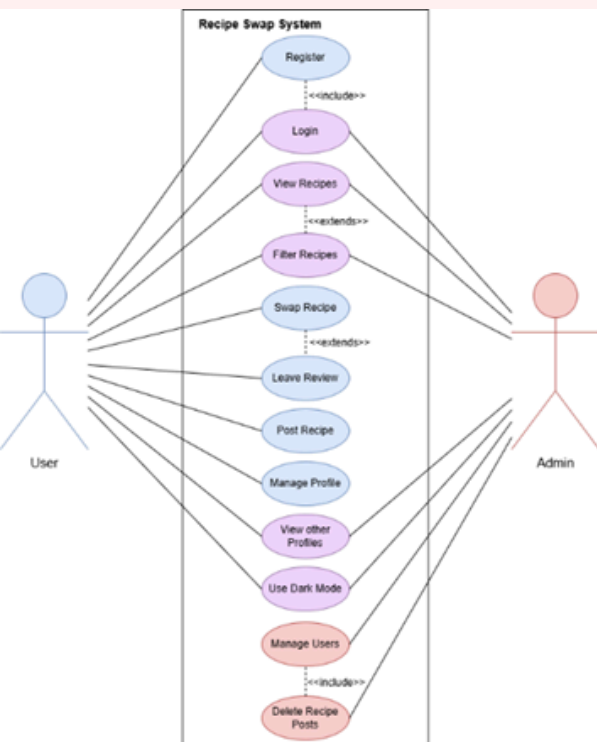 Recipe Swap System
Register
<<include>>
Login
View Recipes
<<extends>>
Filter Recipes
Swap Recipe
<<extends>>
Leave Review
Post Recipe
Manage Profile
View other
Profiles
Use Dark Mode
Manage Users
<<include>>
Delete Recipe
Posts
User
Admin